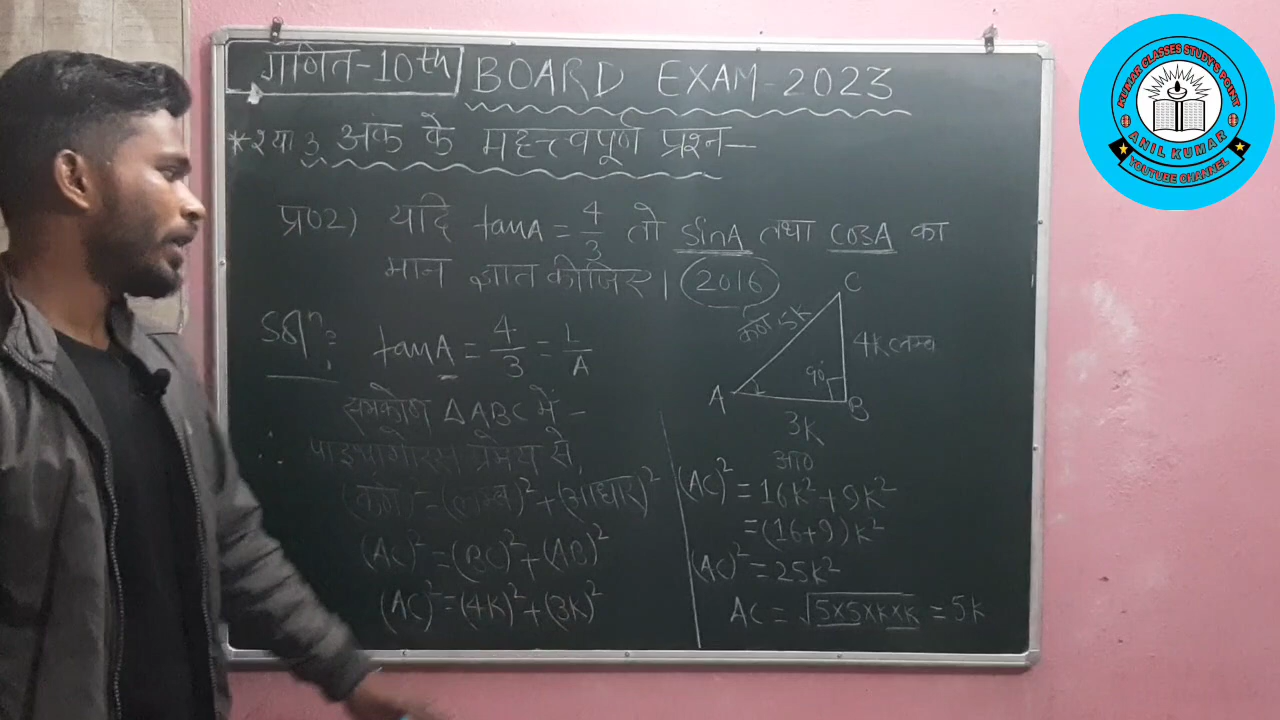 गणित-10th BOARD EXAM-2023
*2 या 3 अंक के महत्त्वपूर्ण प्रश्न—
प्र०2) यदि tanA = 4/3 तो sinA तथा cosA का
मान ज्ञात कीजिए। 2016
Solⁿ:
tanA = 4/3 = L/A
समकोण △ABC में -
∴ पाइथागोरस प्रमेय से,
(कर्ण)² = (लम्ब)² + (आधार)²
(AC)² = (BC)² + (AB)²
(AC)² = (4K)² + (3K)²
C
कर्ण 5K
4K लम्ब
90°
A
B
3K
आ०
(AC)² = 16K² + 9K²
= (16+9)K²
(AC)² = 25K²
AC = √5×5×K×K = 5K
KUMAR CLASSES STUDY'S POINT
ANIL KUMAR
YOUTUBE CHANNEL